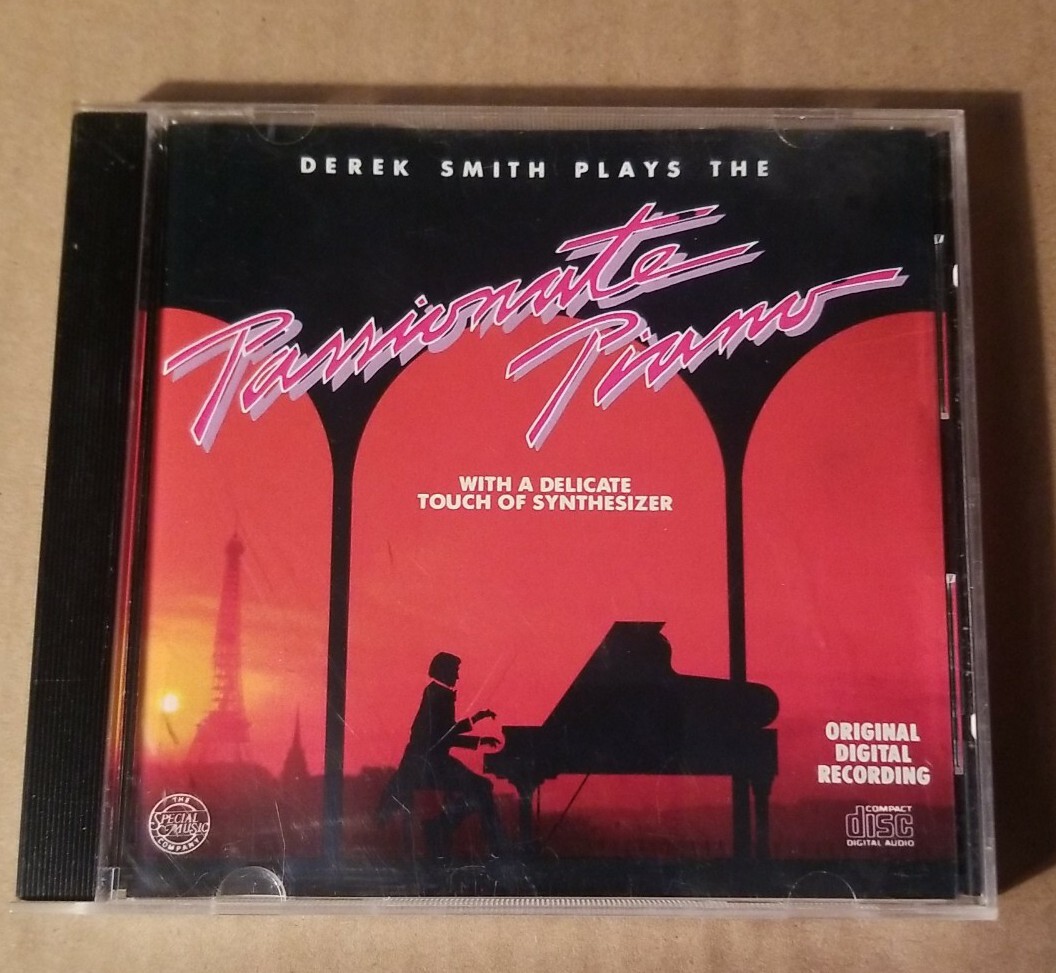 DEREK SMITH PLAYS THE
Passionate
Piano
WITH A DELICATE
TOUCH OF SYNTHESIZER
ORIGINAL
DIGITAL
RECORDING
THE
SPECIAL
MUSIC
COMPANY
COMPACT
disc
DIGITAL AUDIO